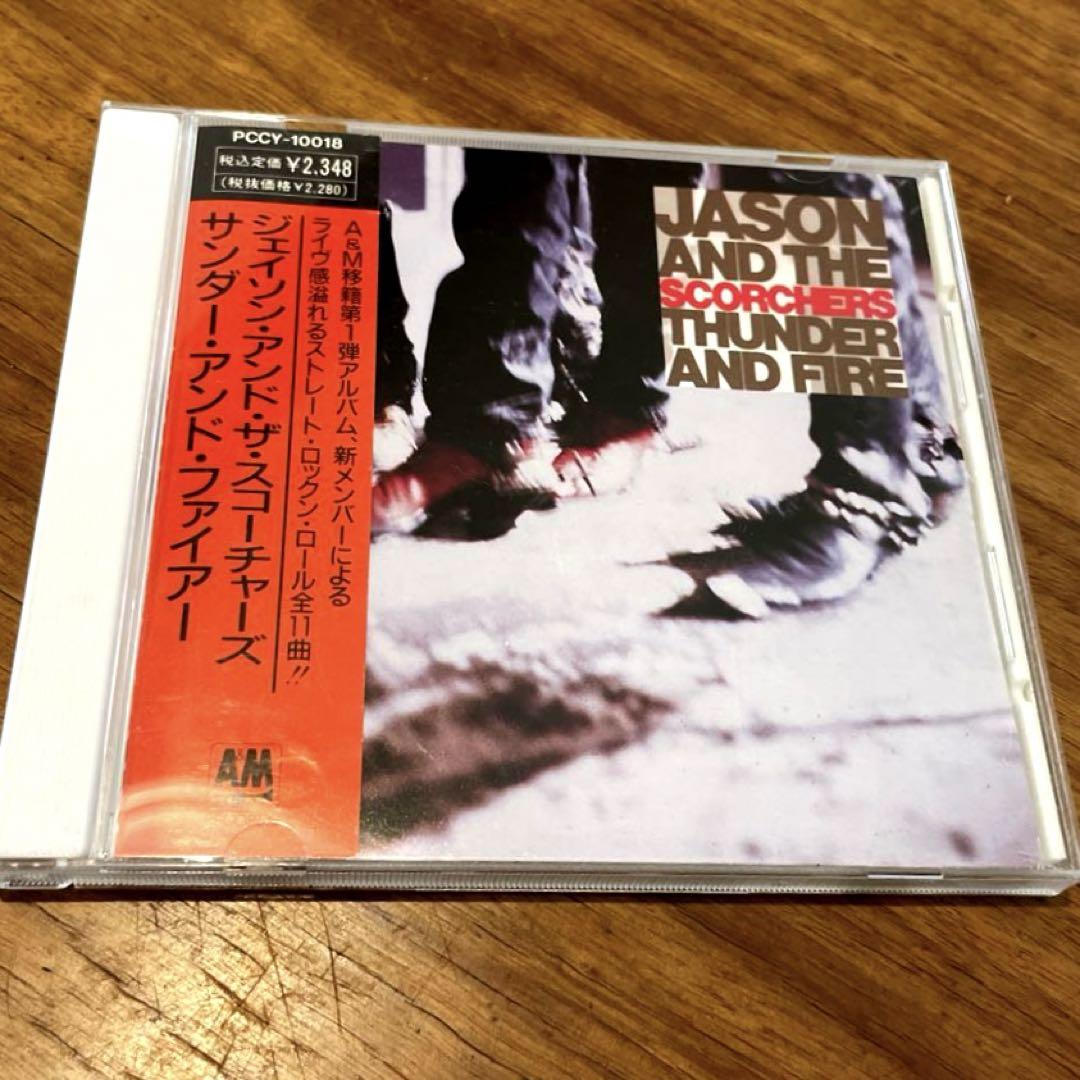 PCCY-10018
税込定価 ¥2.348
(税抜価格¥2.280)
A&M移籍第1弾アルバム、新メンバーによる
ライヴ感溢れるストレート・ロックン・ロール全11曲!!
ジェイソン・アンド・ザ・スコーチャーズ
サンダー・アンド・ファイアー
A&M
JASON
AND THE
SCORCHERS
THUNDER
AND FIRE